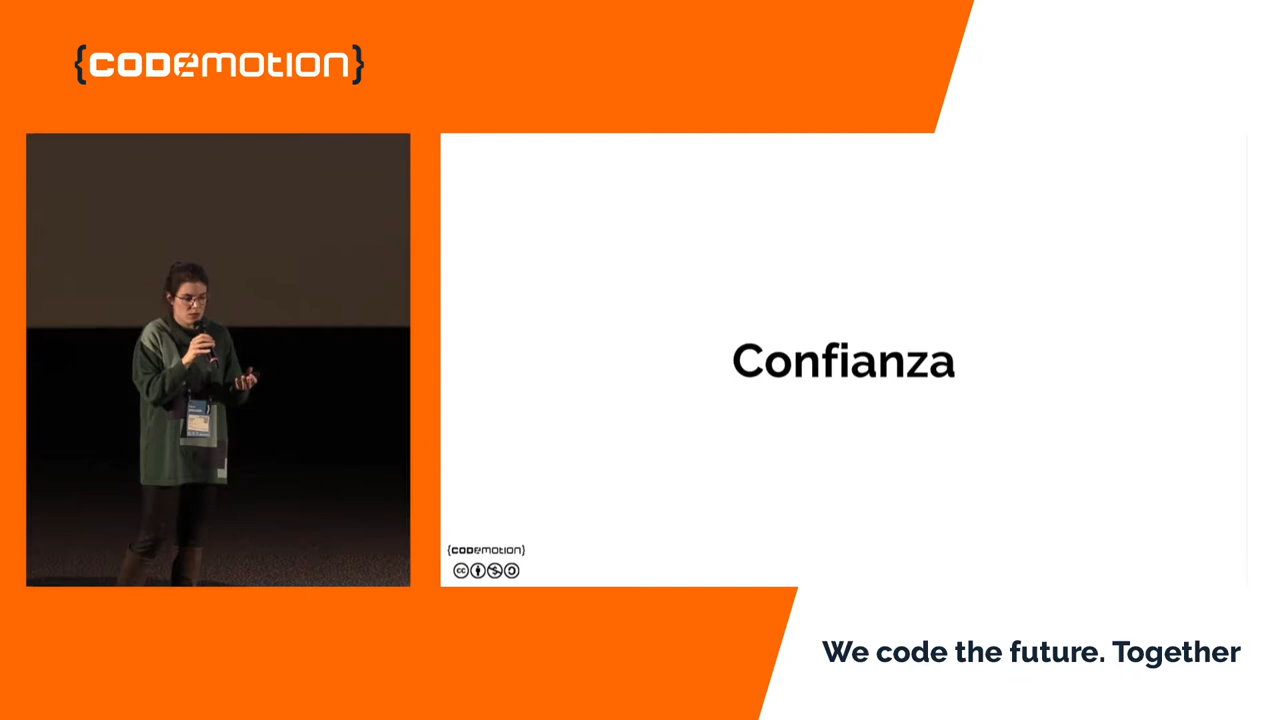 {codemotion}
Confianza
{codemotion}
We code the future. Together